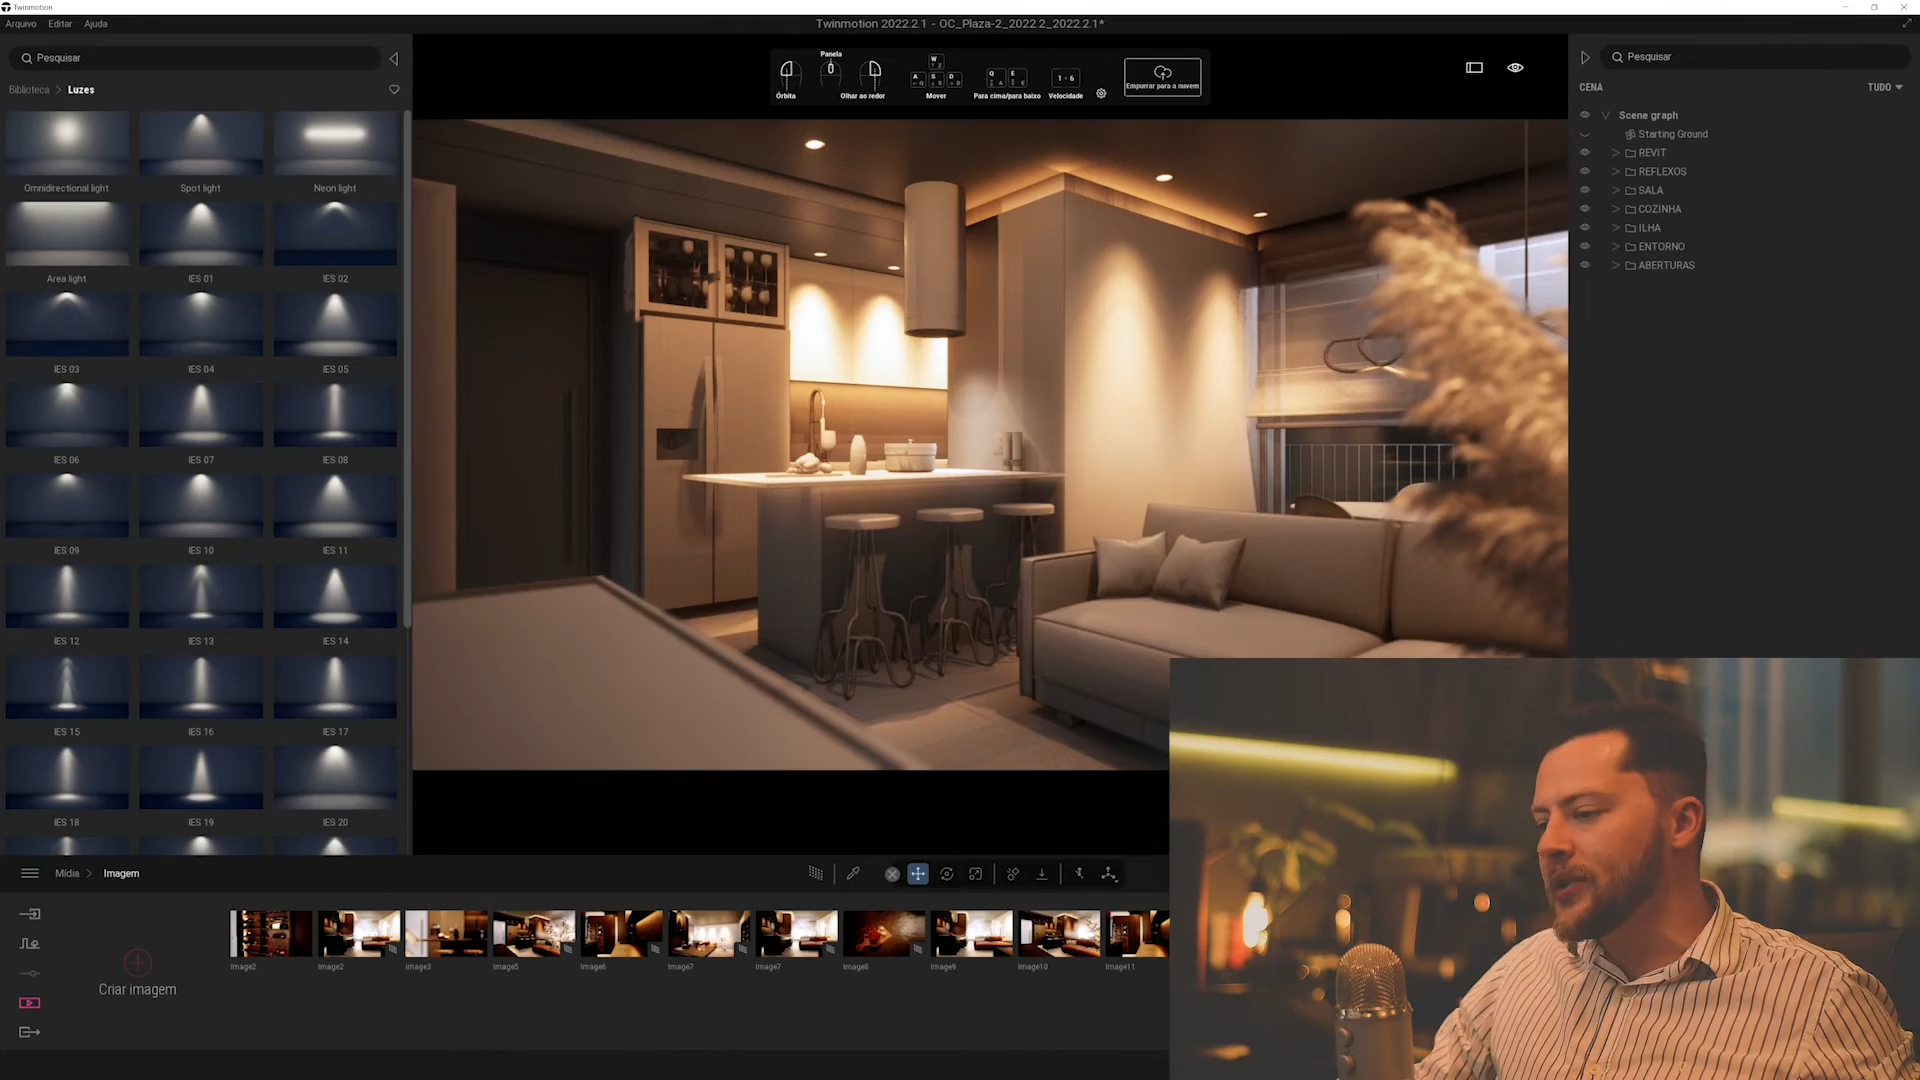 Twinmotion
Arquivo Editar Ajuda
Twinmotion 2022.2.1 - OC_Plaza-2_2022.2_2022.2.1*
Pesquisar
Biblioteca > Luzes
Omnidirectional light
Spot light
Neon light
Area light
IES 01
IES 02
IES 03
IES 04
IES 05
IES 06
IES 07
IES 08
IES 09
IES 10
IES 11
IES 12
IES 13
IES 14
IES 15
IES 16
IES 17
IES 18
IES 19
IES 20
Panela
W
A S D
Q E
1 - 6
Órbita
Olhar ao redor
Mover
Para cima/para baixo
Velocidade
Empurrar para a nuvem
Pesquisar
CENA
TUDO
Scene graph
Starting Ground
REVIT
REFLEXOS
SALA
COZINHA
ILHA
ENTORNO
ABERTURAS
Mídia > Imagem
Criar imagem
Image2
Image2
Image3
Image5
Image6
Image7
Image7
Image8
Image9
Image10
Image11